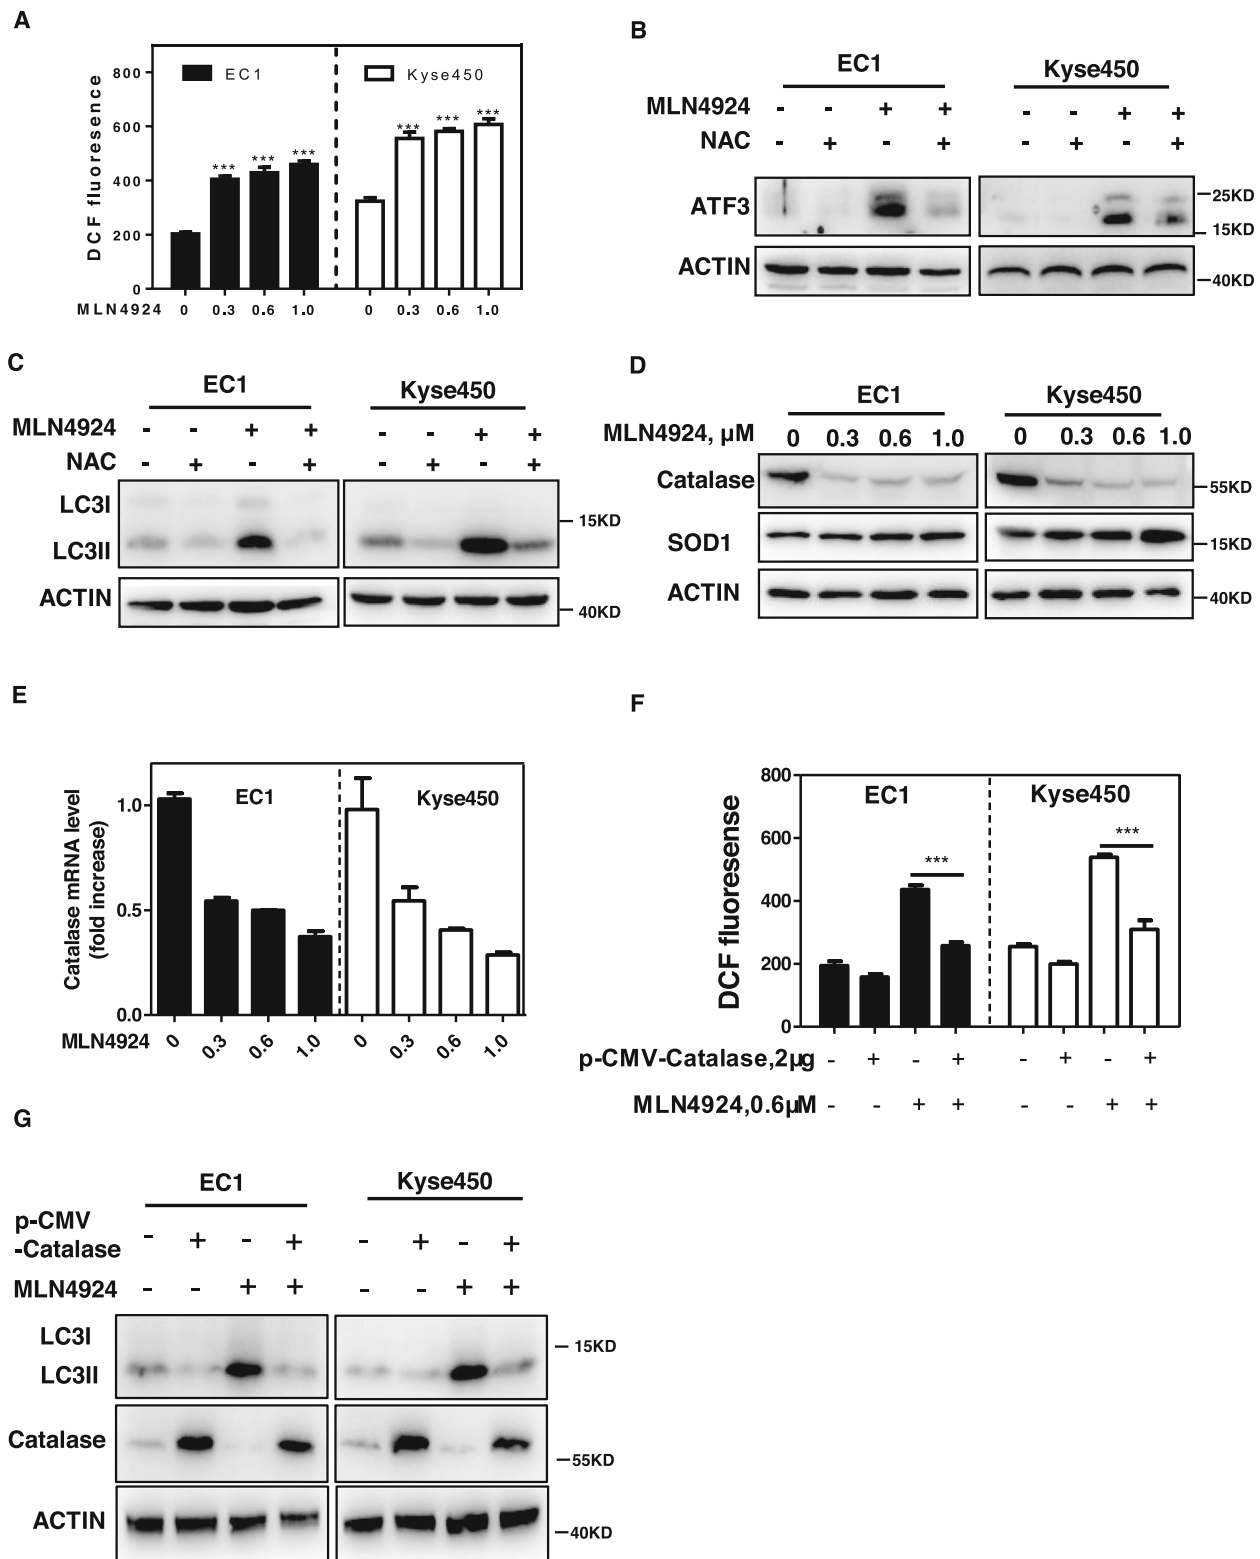 A
DCF fluorescence
800
600
400
200
0
EC1
Kyse450
*** *** *** *** *** ***
MLN4924 0 0.3 0.6 1.0 0 0.3 0.6 1.0
B
EC1 Kyse450
MLN4924 - - + + - - + +
NAC - + - + - + - +
ATF3
25KD
15KD
ACTIN
40KD
C
EC1 Kyse450
MLN4924 - - + + - - + +
NAC - + - + - + - +
LC3I
15KD
LC3II
ACTIN
40KD
D
EC1 Kyse450
MLN4924, µM 0 0.3 0.6 1.0 0 0.3 0.6 1.0
Catalase
55KD
SOD1
15KD
ACTIN
40KD
E
Catalase mRNA level
(fold increase)
1.0
0.5
0.0
EC1 Kyse450
MLN4924 0 0.3 0.6 1.0 0 0.3 0.6 1.0
F
DCF fluoresense
800
600
400
200
0
EC1 Kyse450
*** ***
p-CMV-Catalase,2µg - + - + - + - +
MLN4924,0.6µM - - + + - - + +
G
EC1 Kyse450
p-CMV
-Catalase - + - + - + - +
MLN4924 - - + + - - + +
LC3I
15KD
LC3II
Catalase
55KD
ACTIN
40KD